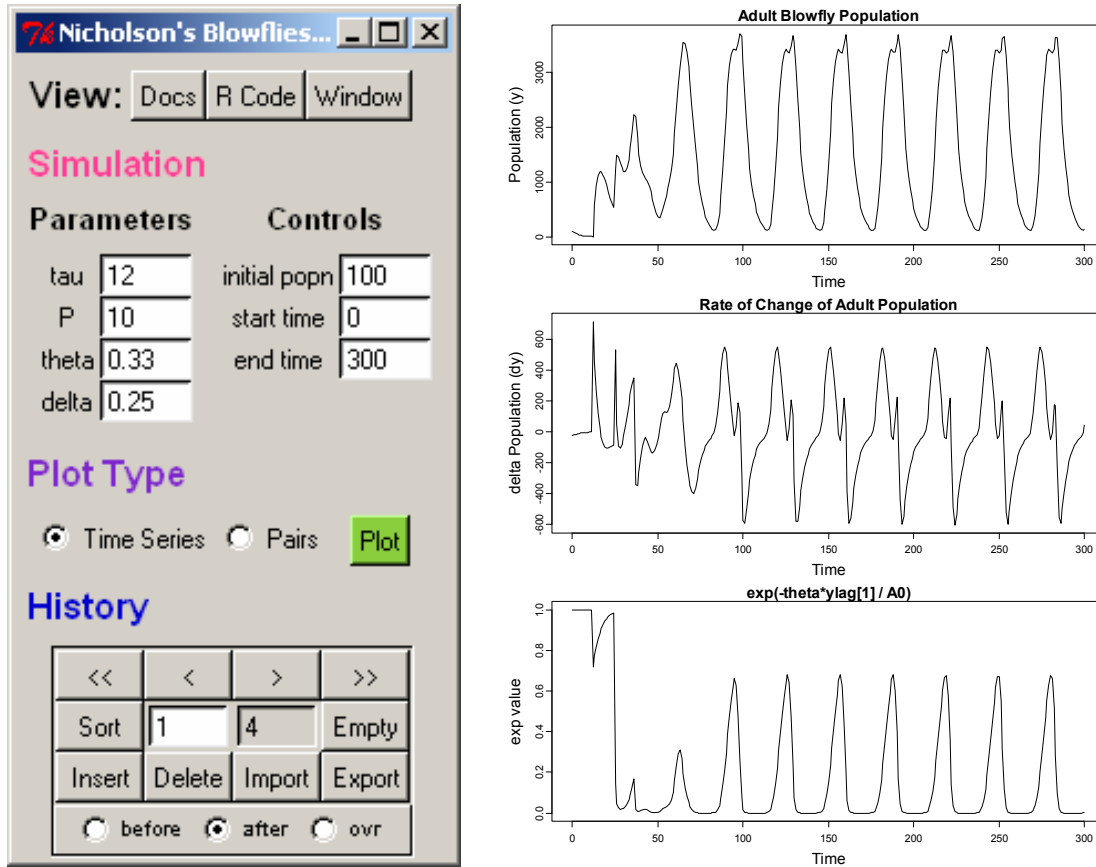 Nicholson's Blowflies...
View: Docs R Code Window
Simulation
Parameters Controls
tau 12 initial popn 100
P 10 start time 0
theta 0.33 end time 300
delta 0.25
Plot Type
Time Series Pairs Plot
History
<< < > >>
Sort 1 4 Empty
Insert Delete Import Export
before after ovr
Adult Blowfly Population
Population (y)
0 1000 2000 3000
0 50 100 150 200 250 300
Time
Rate of Change of Adult Population
delta Population (dy)
-600 -400 -200 0 200 400 600
0 50 100 150 200 250 300
Time
exp(-theta*ylag[1] / A0)
exp value
0.0 0.2 0.4 0.6 0.8 1.0
0 50 100 150 200 250 300
Time